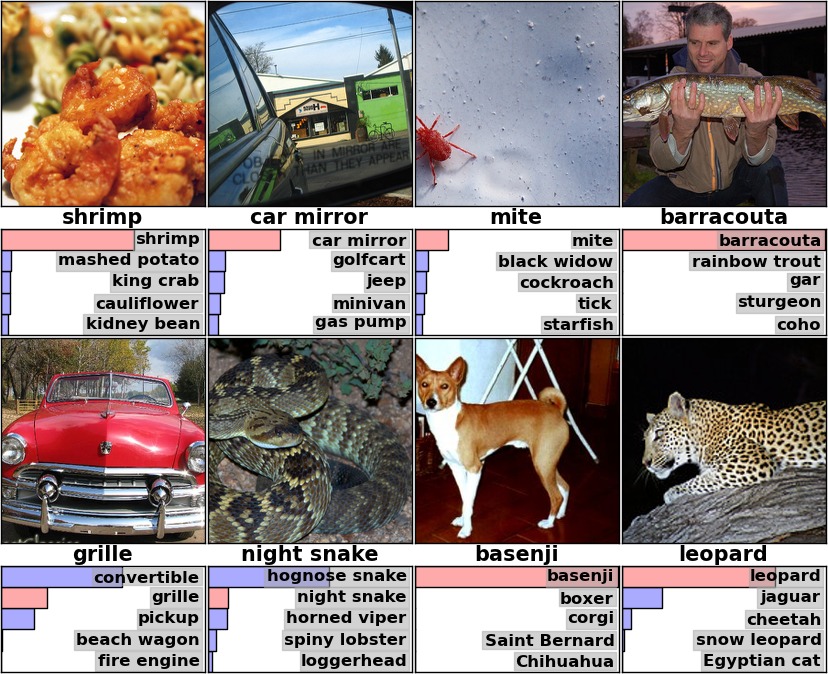 OB IN MIRROR ARE
CLO THAN THEY APPEAR
shrimp
car mirror
mite
barracouta
shrimp
mashed potato
king crab
cauliflower
kidney bean
car mirror
golfcart
jeep
minivan
gas pump
mite
black widow
cockroach
tick
starfish
barracouta
rainbow trout
gar
sturgeon
coho
grille
night snake
basenji
leopard
convertible
grille
pickup
beach wagon
fire engine
hognose snake
night snake
horned viper
spiny lobster
loggerhead
basenji
boxer
corgi
Saint Bernard
Chihuahua
leopard
jaguar
cheetah
snow leopard
Egyptian cat